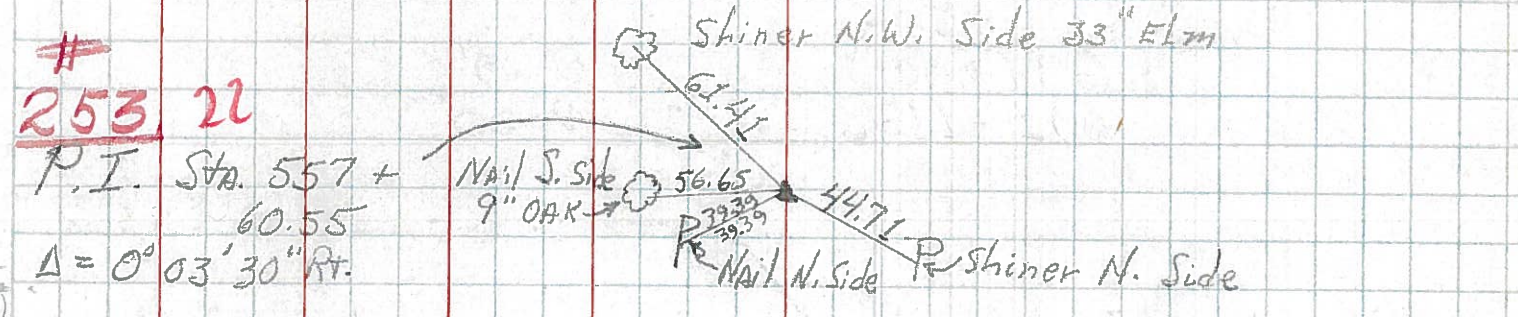 #
253 22
P.I. Sta. 557+
60.55
Δ = 0° 03' 30" Rt.
Shiner N.W. Side 33" Elm
61.41
Nail S. Side
9" OAK
56.65
39.39
39.39
44.71
P
P
Nail N. Side
Shiner N. Side